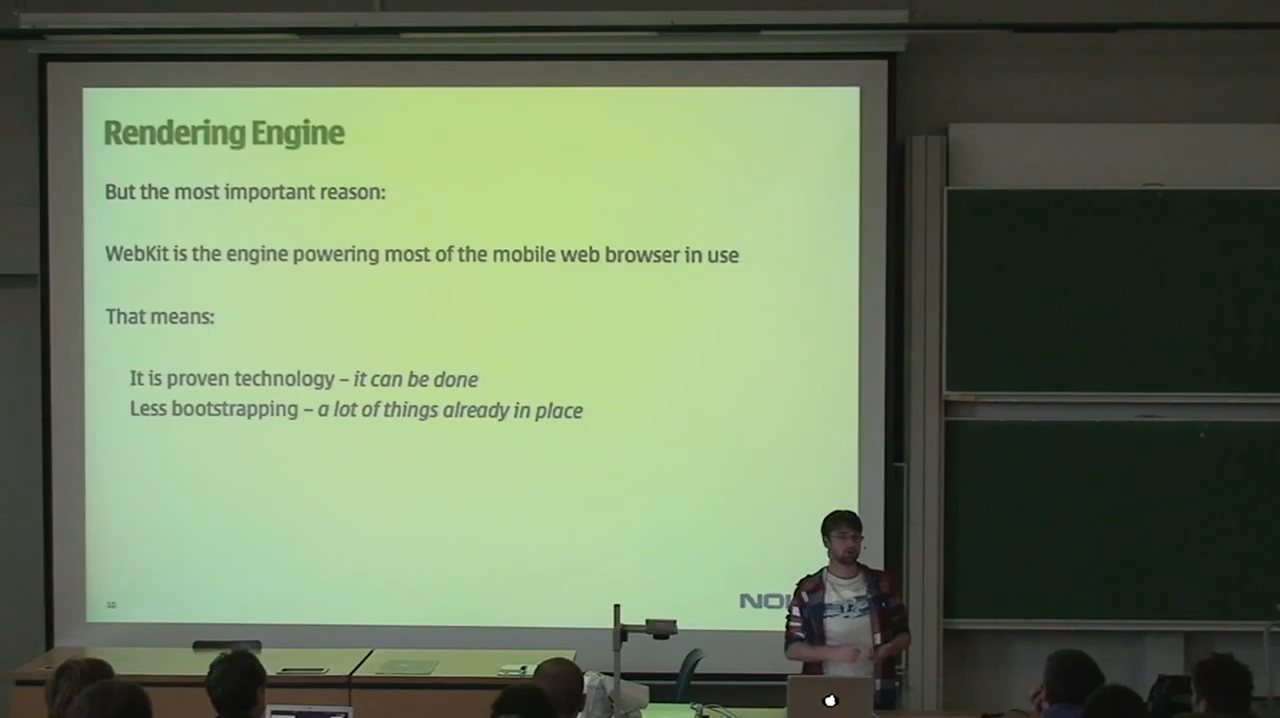 Rendering Engine
But the most important reason:
WebKit is the engine powering most of the mobile web browser in use
That means:
It is proven technology – it can be done
Less bootstrapping – a lot of things already in place
10